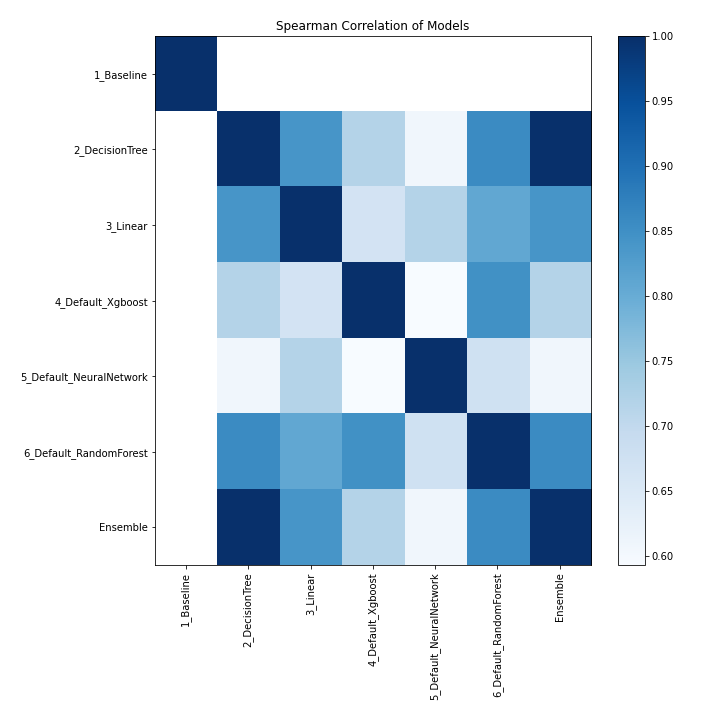 Spearman Correlation of Models
1_Baseline
2_DecisionTree
3_Linear
4_Default_Xgboost
5_Default_NeuralNetwork
6_Default_RandomForest
Ensemble
1_Baseline
2_DecisionTree
3_Linear
4_Default_Xgboost
5_Default_NeuralNetwork
6_Default_RandomForest
Ensemble
1.00
0.95
0.90
0.85
0.80
0.75
0.70
0.65
0.60